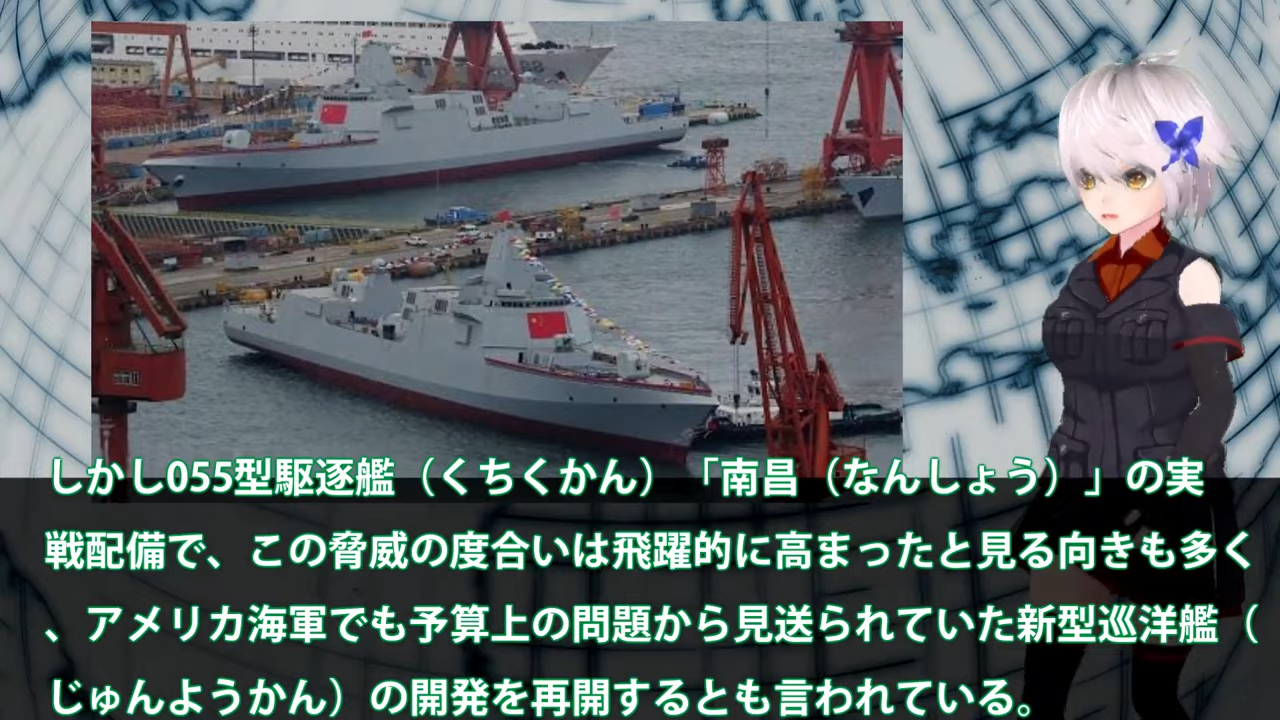 しかし055型駆逐艦（くちくかん）「南昌（なんしょう）」の実
戦配備で、この脅威の度合いは飛躍的に高まったと見る向きも多く
、アメリカ海軍でも予算上の問題から見送られていた新型巡洋艦（
じゅんようかん）の開発を再開するとも言われている。